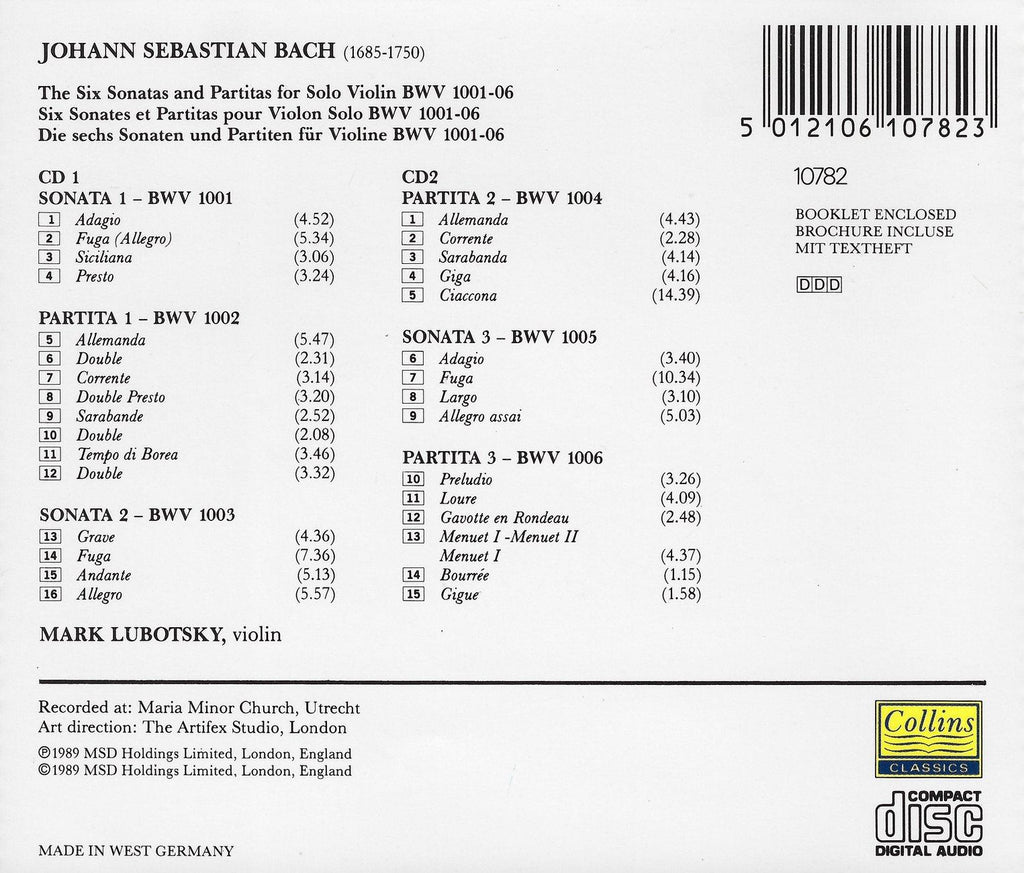 JOHANN SEBASTIAN BACH (1685-1750)
The Six Sonatas and Partitas for Solo Violin BWV 1001-06
Six Sonates et Partitas pour Violon Solo BWV 1001-06
Die sechs Sonaten und Partiten für Violine BWV 1001-06
CD 1
SONATA 1 – BWV 1001
1 Adagio (4.52)
2 Fuga (Allegro) (5.34)
3 Siciliana (3.06)
4 Presto (3.24)
PARTITA 1 – BWV 1002
5 Allemanda (5.47)
6 Double (2.31)
7 Corrente (3.14)
8 Double Presto (3.20)
9 Sarabande (2.52)
10 Double (2.08)
11 Tempo di Borea (3.46)
12 Double (3.32)
SONATA 2 – BWV 1003
13 Grave (4.36)
14 Fuga (7.36)
15 Andante (5.13)
16 Allegro (5.57)
CD2
PARTITA 2 – BWV 1004
1 Allemanda (4.43)
2 Corrente (2.28)
3 Sarabanda (4.14)
4 Giga (4.16)
5 Ciaccona (14.39)
SONATA 3 – BWV 1005
6 Adagio (3.40)
7 Fuga (10.34)
8 Largo (3.10)
9 Allegro assai (5.03)
PARTITA 3 – BWV 1006
10 Preludio (3.26)
11 Loure (4.09)
12 Gavotte en Rondeau (2.48)
13 Menuet I -Menuet II
Menuet I (4.37)
14 Bourrée (1.15)
15 Gigue (1.58)
5 012106 107823
10782
BOOKLET ENCLOSED
BROCHURE INCLUSE
MIT TEXTHEFT
DDD
MARK LUBOTSKY, violin
Recorded at: Maria Minor Church, Utrecht
Art direction: The Artifex Studio, London
℗1989 MSD Holdings Limited, London, England
©1989 MSD Holdings Limited, London, England
MADE IN WEST GERMANY
Collins
CLASSICS
COMPACT
disc
DIGITAL AUDIO